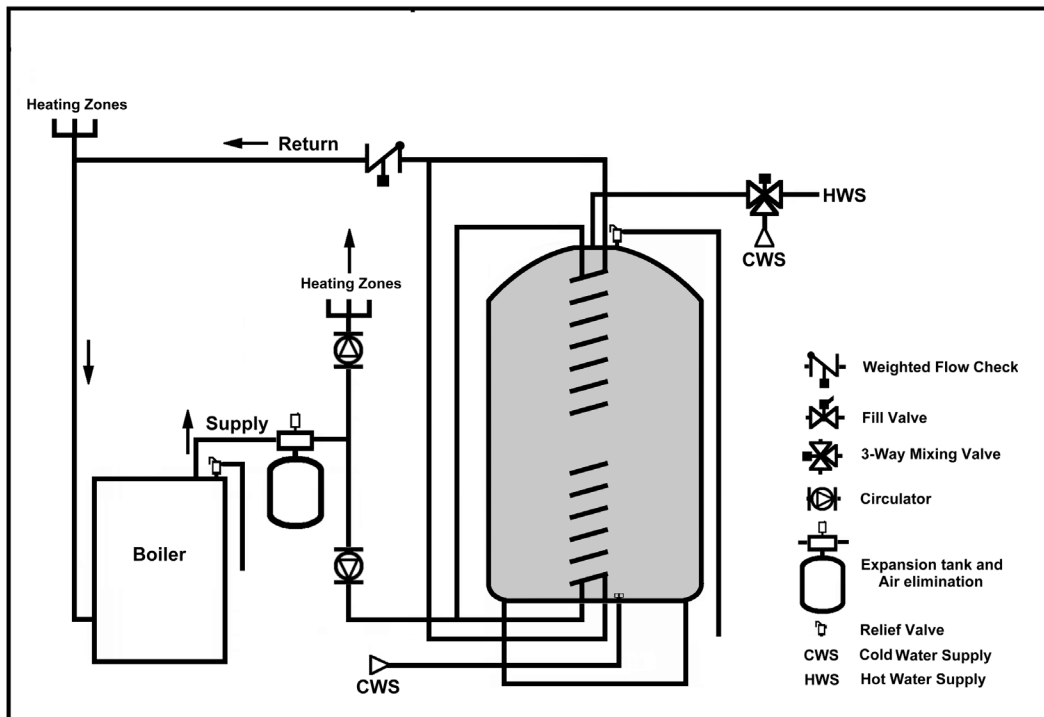 Heating Zones
Return
HWS
CWS
Heating Zones
Supply
Boiler
CWS
Weighted Flow Check
Fill Valve
3-Way Mixing Valve
Circulator
Expansion tank and
Air elimination
Relief Valve
CWS Cold Water Supply
HWS Hot Water Supply